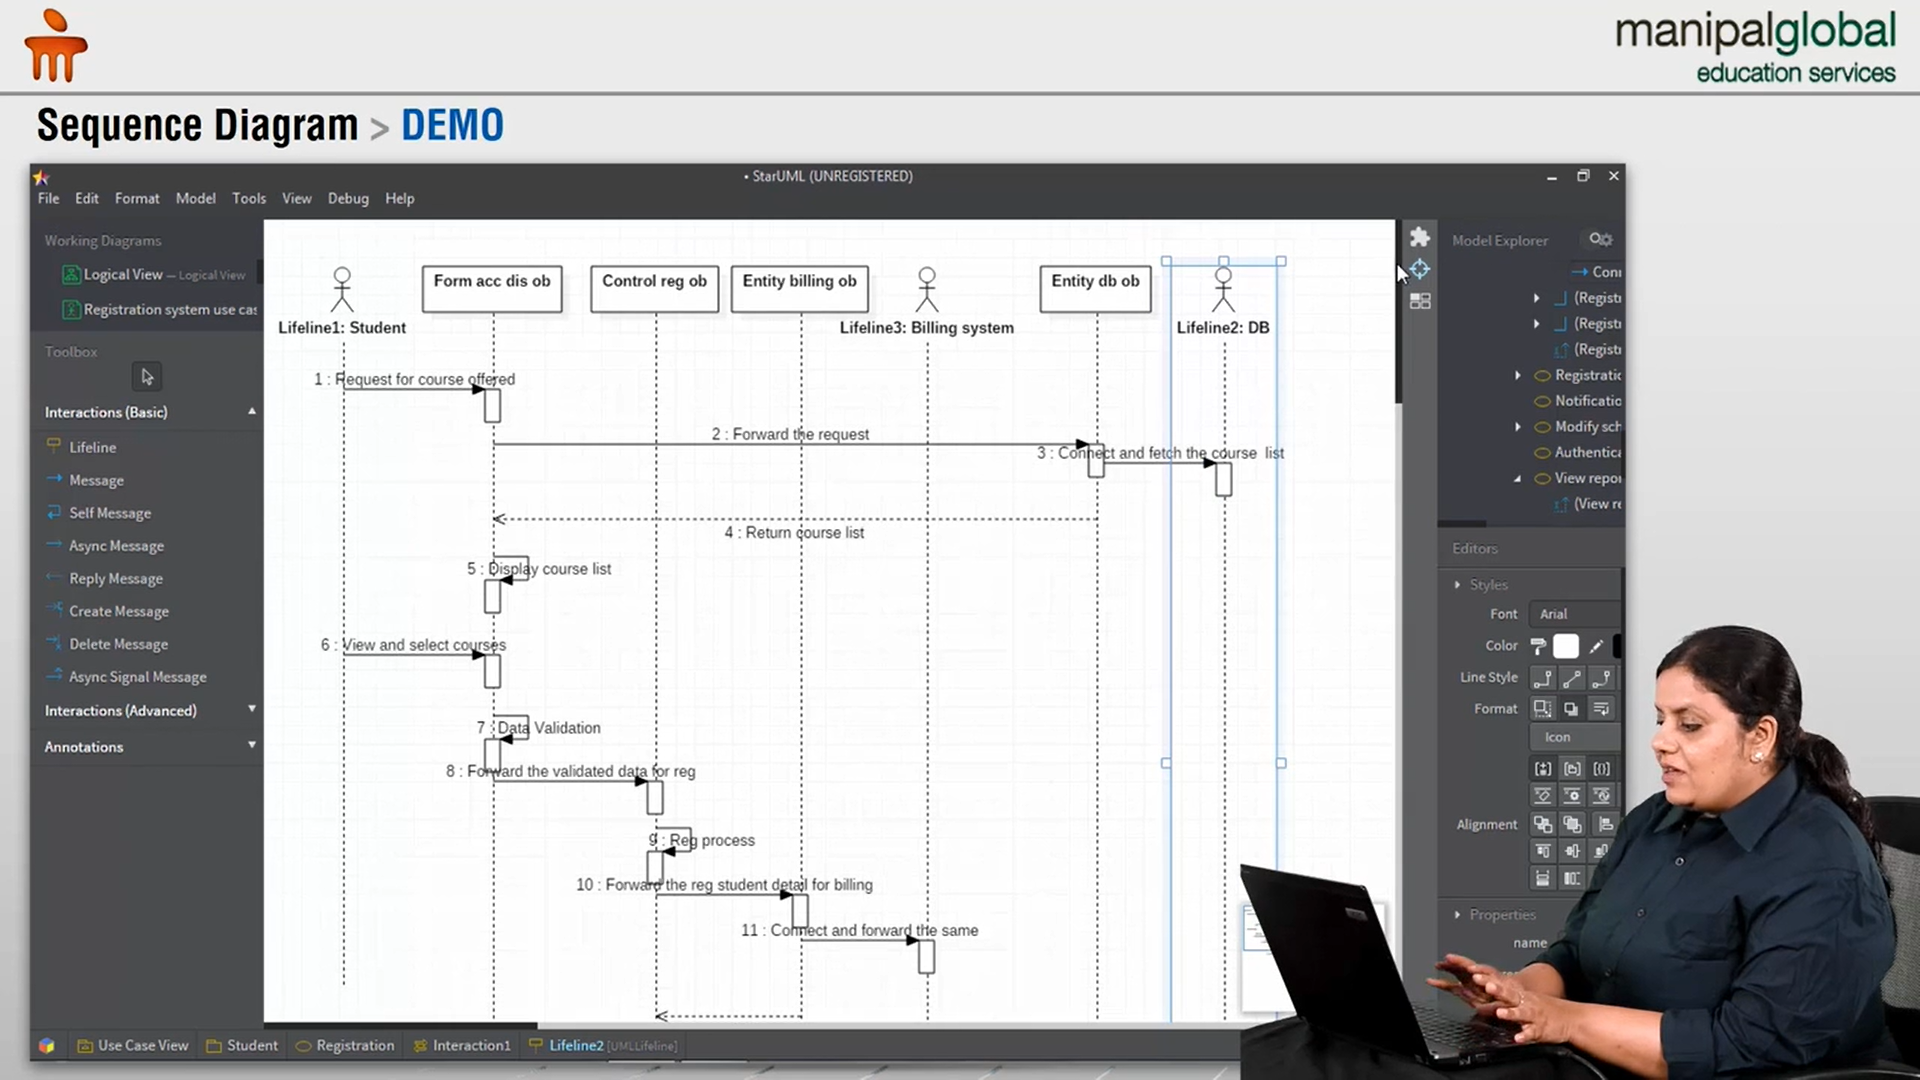 manipalglobal
education services
Sequence Diagram > DEMO
• StarUML (UNREGISTERED)
File Edit Format Model Tools View Debug Help
Working Diagrams
Logical View — Logical View
Registration system use cas
Toolbox
Interactions (Basic)
Lifeline
Message
Self Message
Async Message
Reply Message
Create Message
Delete Message
Async Signal Message
Interactions (Advanced)
Annotations
Form acc dis ob
Control reg ob
Entity billing ob
Entity db ob
Lifeline1: Student
Lifeline3: Billing system
Lifeline2: DB
1 : Request for course offered
2 : Forward the request
3 : Connect and fetch the course list
4 : Return course list
5 : Display course list
6 : View and select courses
7 : Data Validation
8 : Forward the validated data for reg
9 : Reg process
10 : Forward the reg student detail for billing
11 : Connect and forward the same
Model Explorer
Conn
(Registr
(Registr
(Registr
Registratic
Notificatio
Modify sch
Authentica
View repo
(View re
Editors
Styles
Font Arial
Color
Line Style
Format
Icon
Alignment
Properties
name
Use Case View Student Registration Interaction1 Lifeline2 [UMLLifeline]